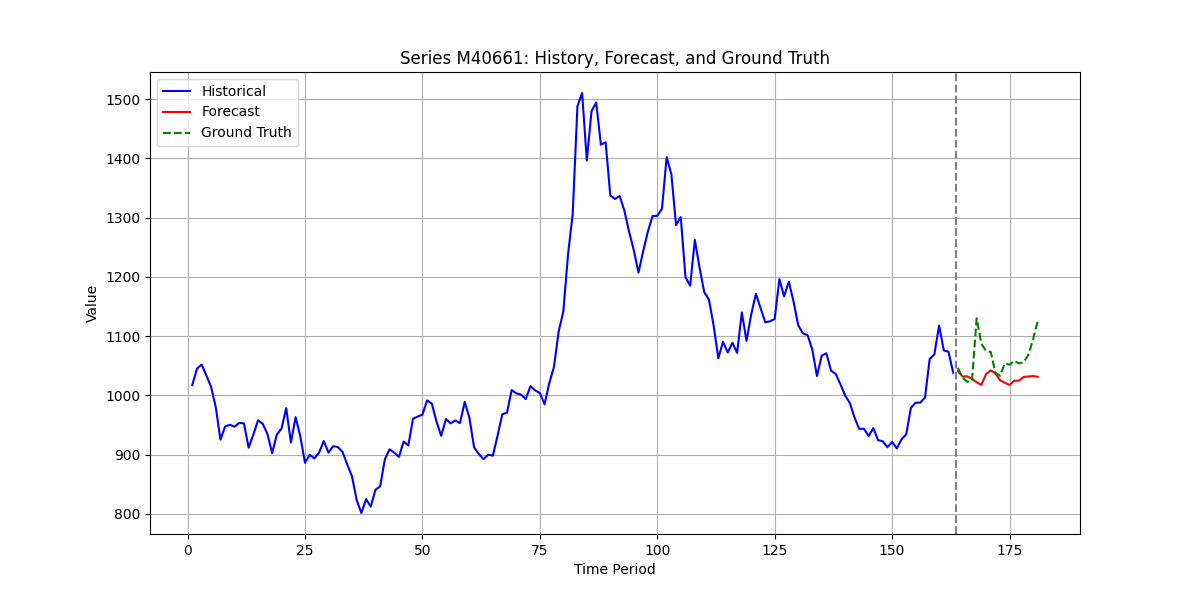 Series M40661: History, Forecast, and Ground Truth
Historical
Forecast
Ground Truth
1500
1400
1300
1200
1100
1000
900
800
Value
0 25 50 75 100 125 150 175
Time Period